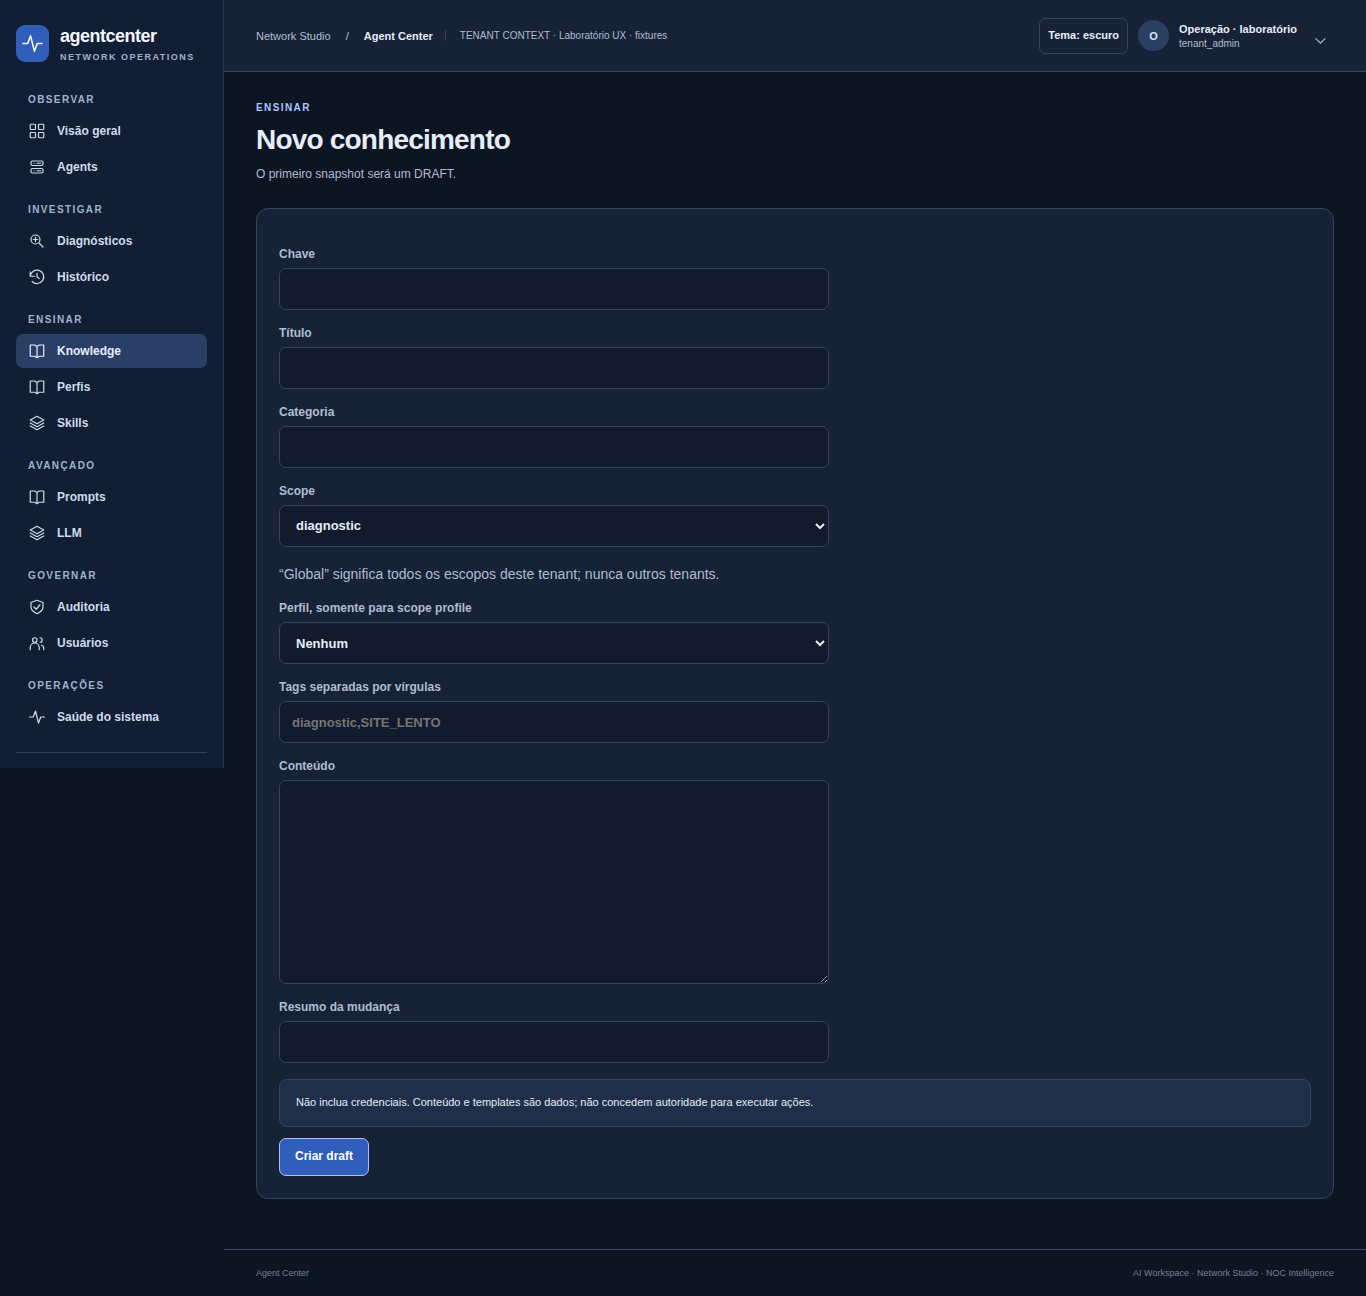 agentcenter
NETWORK OPERATIONS
OBSERVAR
Visão geral
Agents
INVESTIGAR
Diagnósticos
Histórico
ENSINAR
Knowledge
Perfis
Skills
AVANÇADO
Prompts
LLM
GOVERNAR
Auditoria
Usuários
OPERAÇÕES
Saúde do sistema
Network Studio / Agent Center TENANT CONTEXT · Laboratório UX · fixtures
Tema: escuro
O
Operação · laboratório
tenant_admin
ENSINAR
Novo conhecimento
O primeiro snapshot será um DRAFT.
Chave
Título
Categoria
Scope
diagnostic
“Global” significa todos os escopos deste tenant; nunca outros tenants.
Perfil, somente para scope profile
Nenhum
Tags separadas por vírgulas
diagnostic,SITE_LENTO
Conteúdo
Resumo da mudança
Não inclua credenciais. Conteúdo e templates são dados; não concedem autoridade para executar ações.
Criar draft
Agent Center
AI Workspace · Network Studio · NOC Intelligence